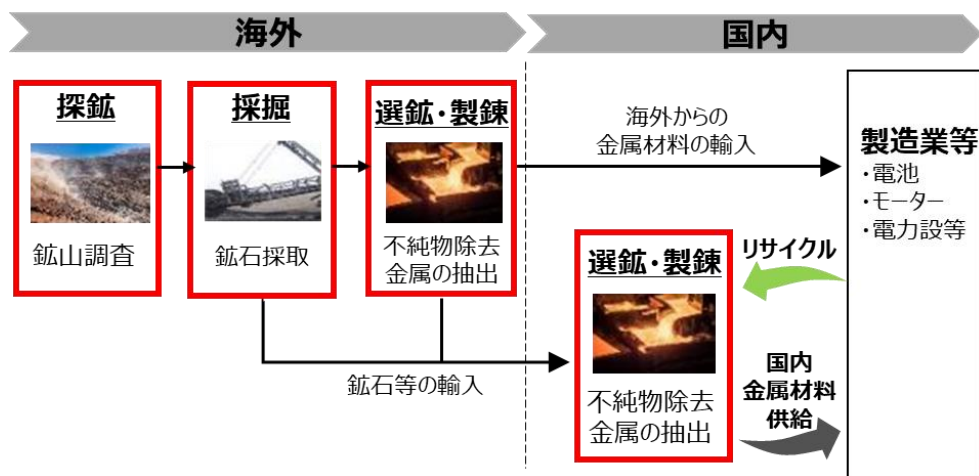 海外
国内
探鉱
鉱山調査
採掘
鉱石採取
選鉱・製錬
不純物除去
金属の抽出
海外からの
金属材料の輸入
鉱石等の輸入
選鉱・製錬
不純物除去
金属の抽出
リサイクル
国内
金属材料
供給
製造業等
・電池
・モーター
・電力設等